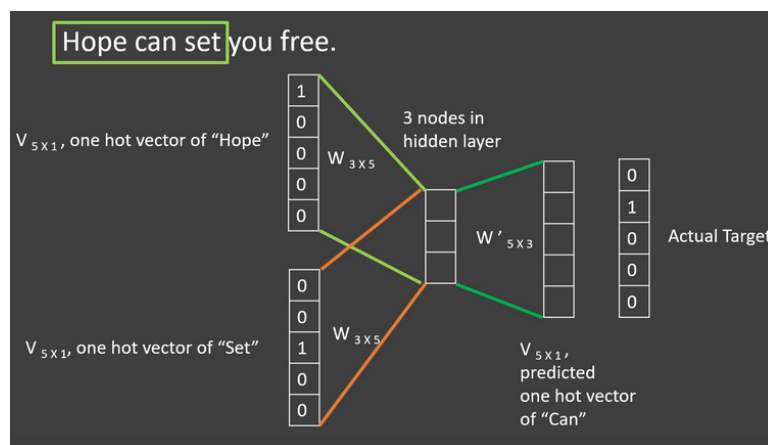 Hope can set you free.
1
0
0
0
0
V 5 X 1, one hot vector of “Hope”
W 3 X 5
3 nodes in
hidden layer
0
0
1
0
0
V 5 X 1, one hot vector of “Set”
W 3 X 5
W ’ 5 X 3
V 5 X 1,
predicted
one hot vector
of “Can”
0
1
0
0
0
Actual Target